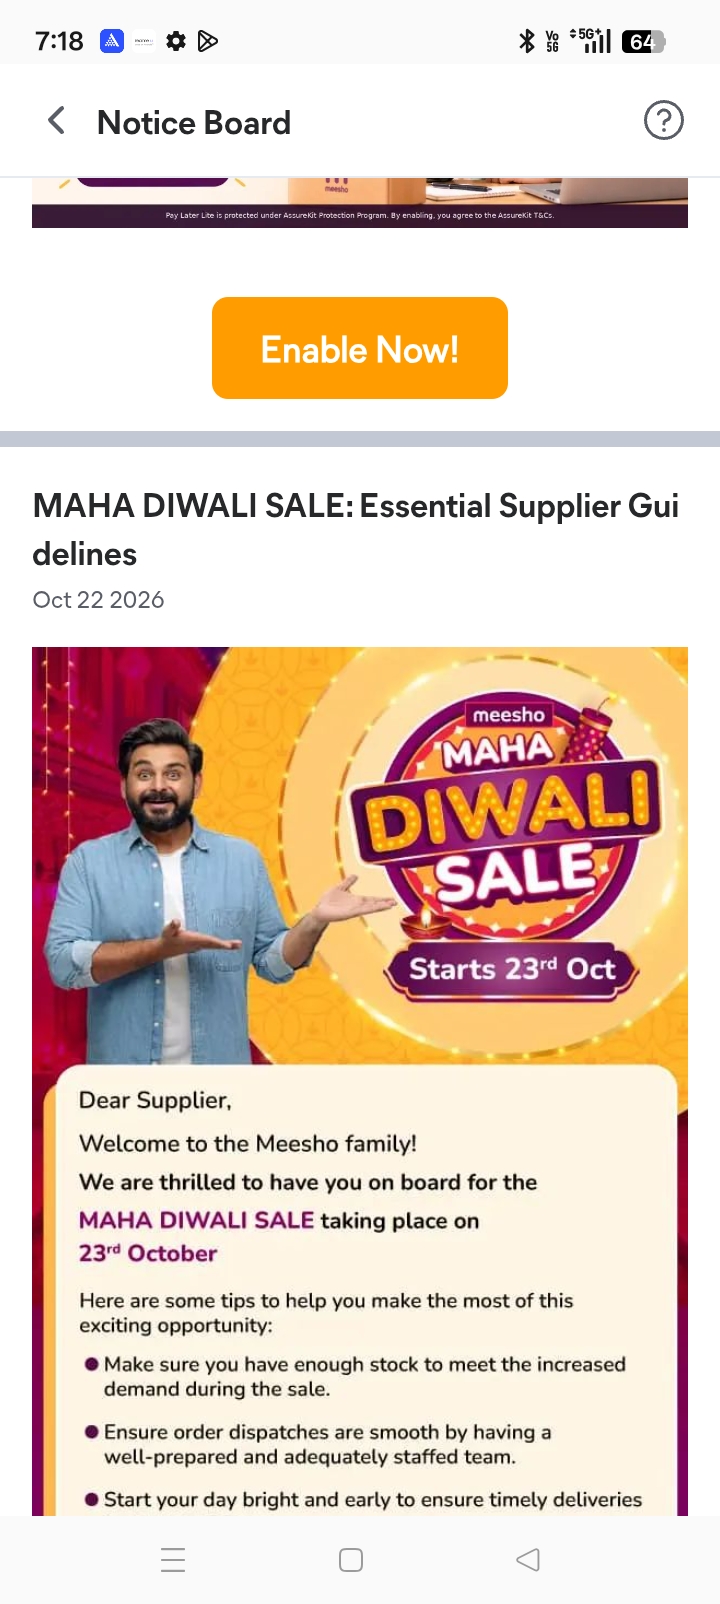 7:18
Vo
5G
5G+
64
Notice Board
meesho
Pay Later Lite is protected under AssureKit Protection Program. By enabling, you agree to the AssureKit T&Cs.
Enable Now!
MAHA DIWALI SALE: Essential Supplier Gui
delines
Oct 22 2026
meesho
MAHA
DIWALI
SALE
Starts 23rd Oct
Dear Supplier,
Welcome to the Meesho family!
We are thrilled to have you on board for the
MAHA DIWALI SALE taking place on
23rd October
Here are some tips to help you make the most of this
exciting opportunity:
Make sure you have enough stock to meet the increased
demand during the sale.
Ensure order dispatches are smooth by having a
well-prepared and adequately staffed team.
Start your day bright and early to ensure timely deliveries